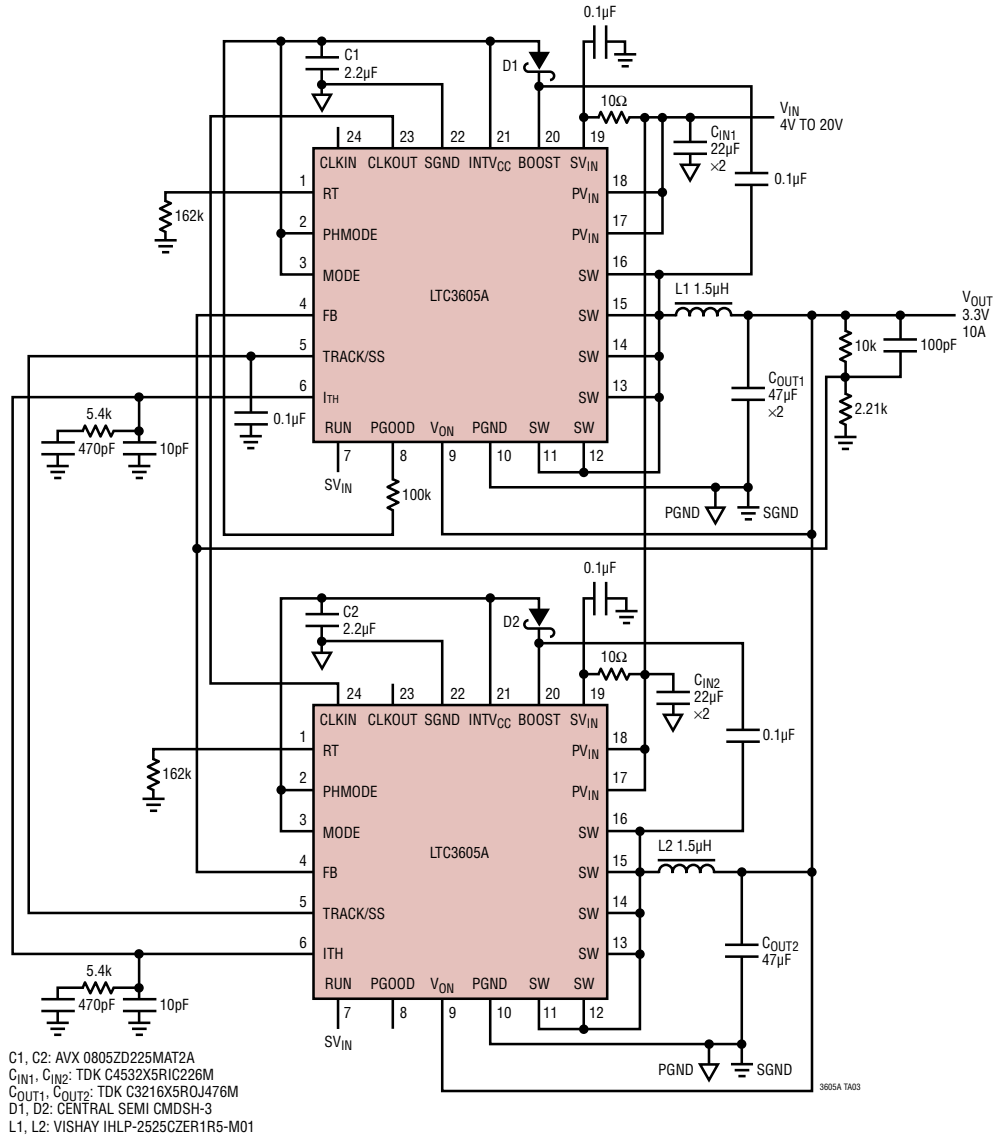 0.1µF
C1
2.2µF
D1
10Ω
V_IN
4V TO 20V
C_IN1
22µF
×2
0.1µF
24 23 22 21 20 19
CLKIN CLKOUT SGND INTV_CC BOOST SV_IN
1 RT
162k
2 PHMODE
3 MODE
4 FB
5 TRACK/SS
6 I_TH
LTC3605A
PV_IN 18
PV_IN 17
SW 16
SW 15
SW 14
SW 13
L1 1.5µH
V_OUT
3.3V
10A
10k
100pF
2.21k
C_OUT1
47µF
×2
5.4k
470pF
10pF
0.1µF
RUN PGOOD V_ON PGND SW SW
7 8 9 10 11 12
SV_IN
100k
PGND
SGND
0.1µF
C2
2.2µF
D2
10Ω
C_IN2
22µF
×2
0.1µF
24 23 22 21 20 19
CLKIN CLKOUT SGND INTV_CC BOOST SV_IN
1 RT
162k
2 PHMODE
3 MODE
4 FB
5 TRACK/SS
6 ITH
LTC3605A
PV_IN 18
PV_IN 17
SW 16
SW 15
SW 14
SW 13
L2 1.5µH
C_OUT2
47µF
5.4k
470pF
10pF
RUN PGOOD V_ON PGND SW SW
7 8 9 10 11 12
SV_IN
PGND
SGND
3605A TA03
C1, C2: AVX 0805ZD225MAT2A
C_IN1, C_IN2: TDK C4532X5RIC226M
C_OUT1, C_OUT2: TDK C3216X5ROJ476M
D1, D2: CENTRAL SEMI CMDSH-3
L1, L2: VISHAY IHLP-2525CZER1R5-M01